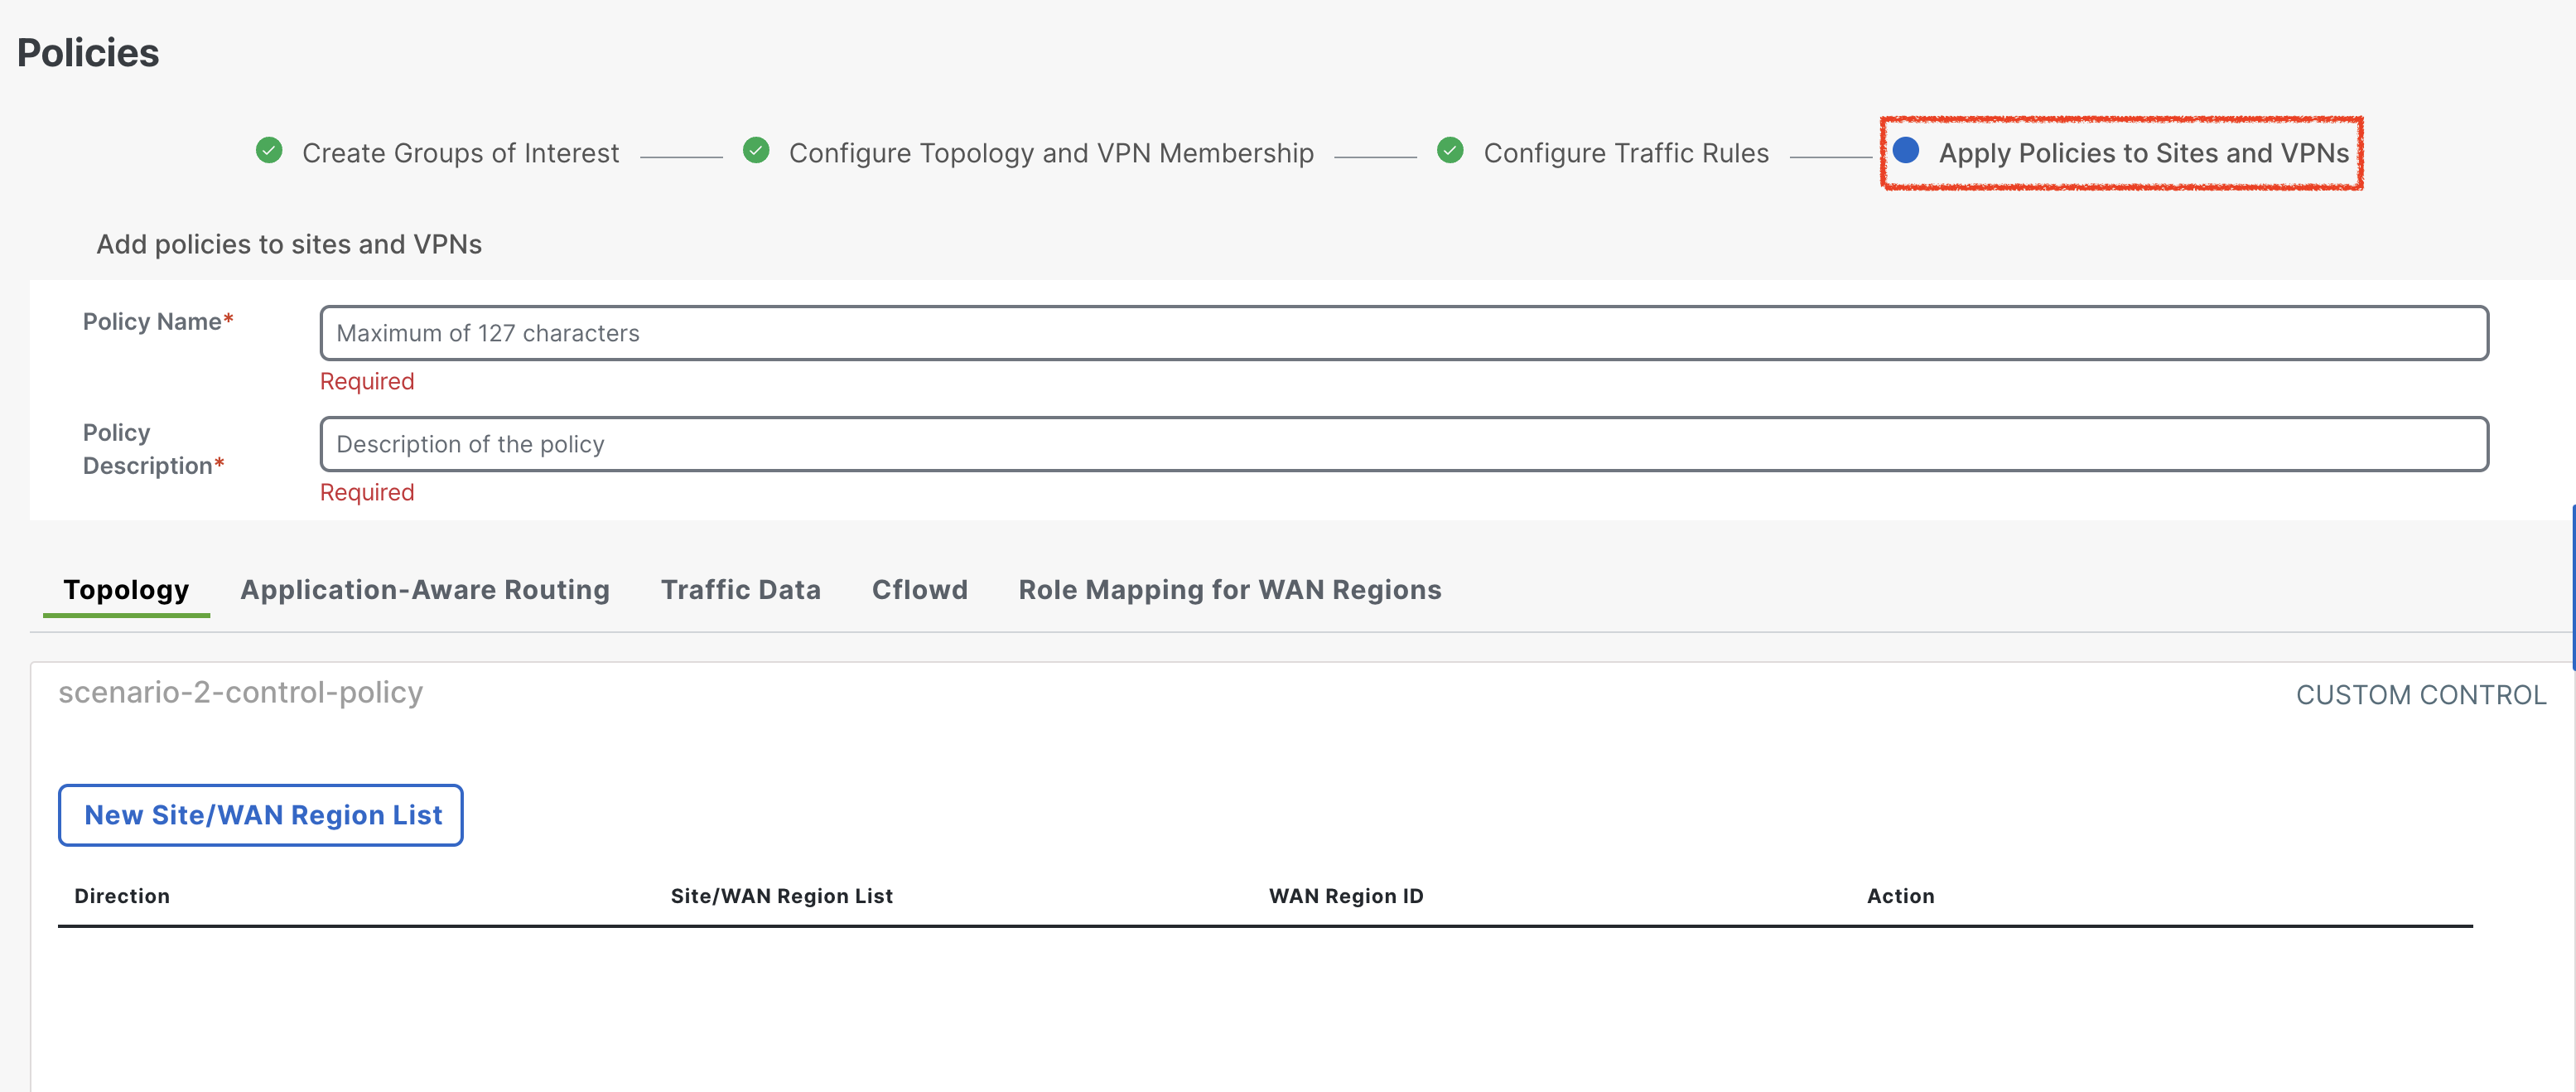 Policies
Create Groups of Interest
Configure Topology and VPN Membership
Configure Traffic Rules
Apply Policies to Sites and VPNs
Add policies to sites and VPNs
Policy Name*
Maximum of 127 characters
Required
Policy
Description*
Description of the policy
Required
Topology
Application-Aware Routing
Traffic Data
Cflowd
Role Mapping for WAN Regions
scenario-2-control-policy
CUSTOM CONTROL
New Site/WAN Region List
Direction
Site/WAN Region List
WAN Region ID
Action